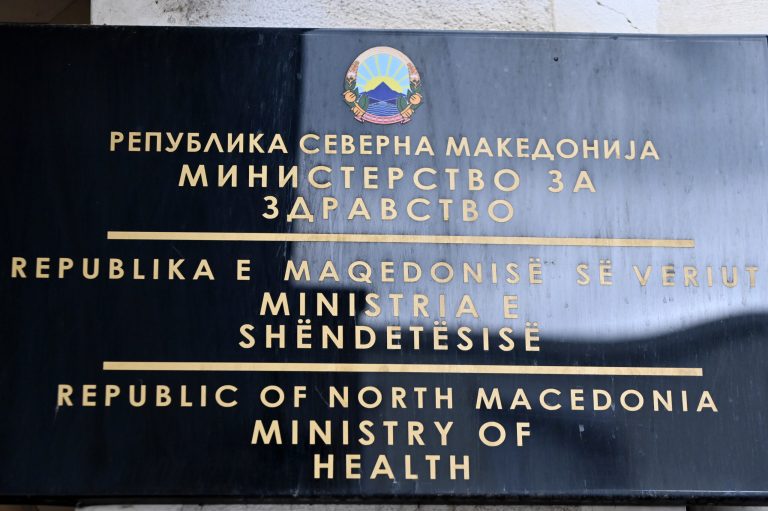 РЕПУБЛИКА СЕВЕРНА МАКЕДОНИЈА
МИНИСТЕРСТВО ЗА
ЗДРАВСТВО
REPUBLIKA E MAQEDONISË SË VERIUT
MINISTRIA E
SHËNDETËSISË
REPUBLIC OF NORTH MACEDONIA
MINISTRY OF
HEALTH